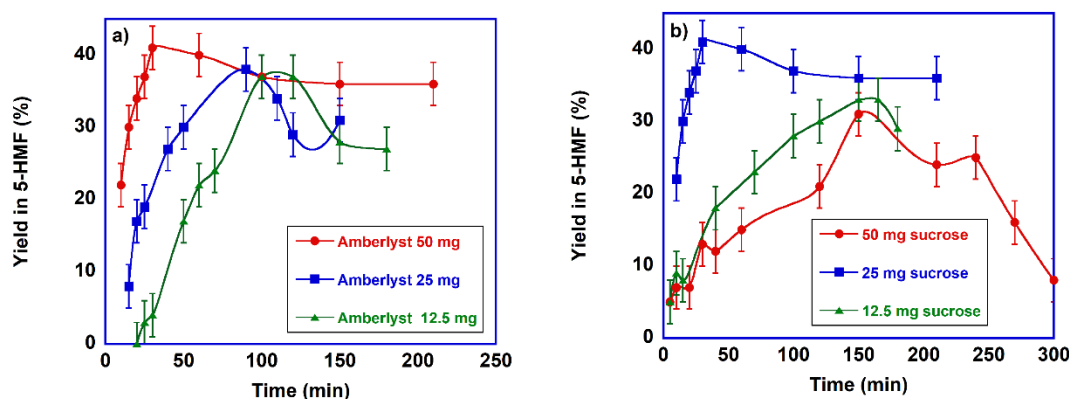 a)
Yield in 5-HMF (%)
40
30
20
10
0
Amberlyst 50 mg
Amberlyst 25 mg
Amberlyst 12.5 mg
0 50 100 150 200 250
Time (min)
b)
Yield in 5-HMF (%)
40
30
20
10
0
50 mg sucrose
25 mg sucrose
12.5 mg sucrose
0 50 100 150 200 250 300
Time (min)